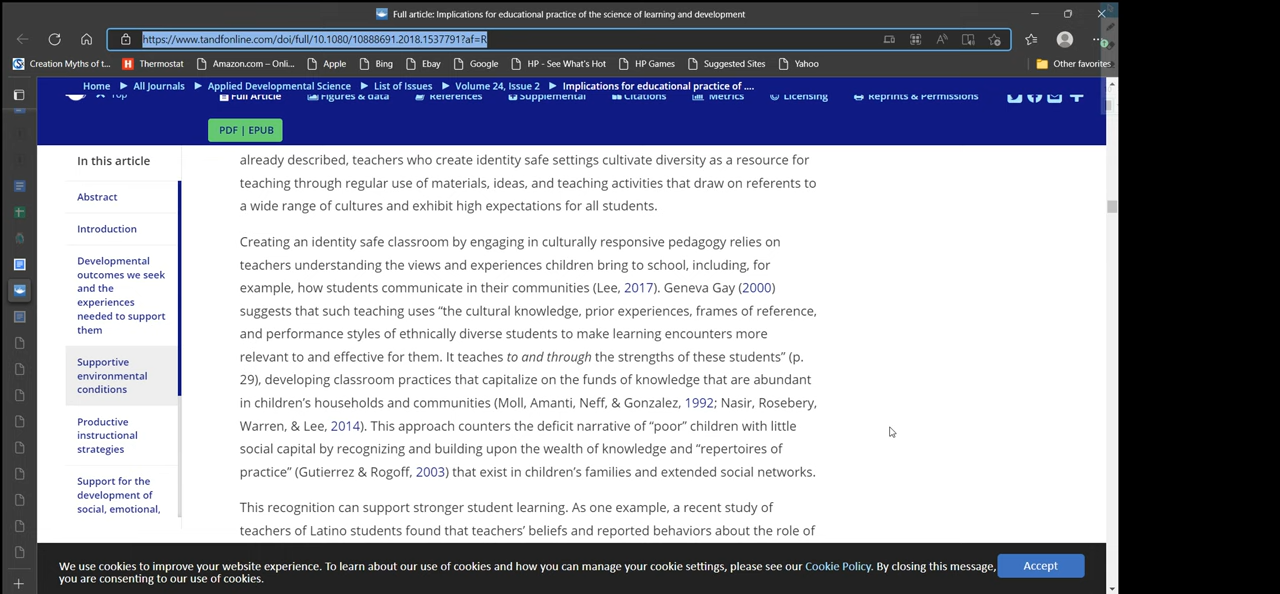 Full article: Implications for educational practice of the science of learning and development
https://www.tandfonline.com/doi/full/10.1080/10888691.2018.1537791?af=R
Creation Myths of t... Thermostat Amazon.com – Onli... Apple Bing Ebay Google HP - See What's Hot HP Games Suggested Sites Yahoo Other favorites
Home All Journals Applied Developmental Science List of Issues Volume 24, Issue 2 Implications for educational practice of ....
Top Full Article Figures & data References Supplemental Citations Metrics Licensing Reprints & Permissions
PDF | EPUB
In this article
Abstract
Introduction
Developmental
outcomes we seek
and the
experiences
needed to support
them
Supportive
environmental
conditions
Productive
instructional
strategies
Support for the
development of
social, emotional,
already described, teachers who create identity safe settings cultivate diversity as a resource for
teaching through regular use of materials, ideas, and teaching activities that draw on referents to
a wide range of cultures and exhibit high expectations for all students.
Creating an identity safe classroom by engaging in culturally responsive pedagogy relies on
teachers understanding the views and experiences children bring to school, including, for
example, how students communicate in their communities (Lee, 2017). Geneva Gay (2000)
suggests that such teaching uses “the cultural knowledge, prior experiences, frames of reference,
and performance styles of ethnically diverse students to make learning encounters more
relevant to and effective for them. It teaches to and through the strengths of these students” (p.
29), developing classroom practices that capitalize on the funds of knowledge that are abundant
in children’s households and communities (Moll, Amanti, Neff, & Gonzalez, 1992; Nasir, Rosebery,
Warren, & Lee, 2014). This approach counters the deficit narrative of “poor” children with little
social capital by recognizing and building upon the wealth of knowledge and “repertoires of
practice” (Gutierrez & Rogoff, 2003) that exist in children’s families and extended social networks.
This recognition can support stronger student learning. As one example, a recent study of
teachers of Latino students found that teachers’ beliefs and reported behaviors about the role of
We use cookies to improve your website experience. To learn about our use of cookies and how you can manage your cookie settings, please see our Cookie Policy. By closing this message,
you are consenting to our use of cookies.
Accept